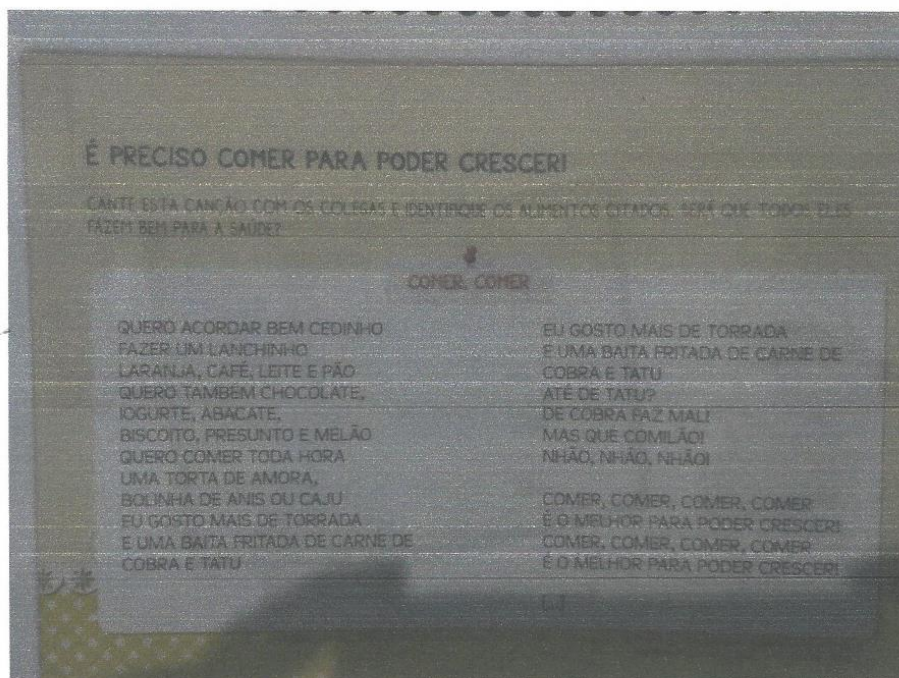 É PRECISO COMER PARA PODER CRESCER!
CANTE ESTA CANÇÃO COM OS COLEGAS E IDENTIFIQUE OS ALIMENTOS CITADOS. SERÁ QUE TODOS ELES
FAZEM BEM PARA A SAÚDE?
COMER, COMER
QUERO ACORDAR BEM CEDINHO
FAZER UM LANCHINHO
LARANJA, CAFÉ, LEITE E PÃO
QUERO TAMBÉM CHOCOLATE,
IOGURTE, ABACATE,
BISCOITO, PRESUNTO E MELÃO
QUERO COMER TODA HORA
UMA TORTA DE AMORA,
BOLINHA DE ANIS OU CAJU
EU GOSTO MAIS DE TORRADA
E UMA BAITA FRITADA DE CARNE DE
COBRA E TATU
EU GOSTO MAIS DE TORRADA
E UMA BAITA FRITADA DE CARNE DE
COBRA E TATU
ATÉ DE TATU?
DE COBRA FAZ MAL!
MAS QUE COMILÃO!
NHÃO, NHÃO, NHÃO!
COMER, COMER, COMER, COMER
É O MELHOR PARA PODER CRESCER!
COMER, COMER, COMER, COMER
É O MELHOR PARA PODER CRESCER!
[...]